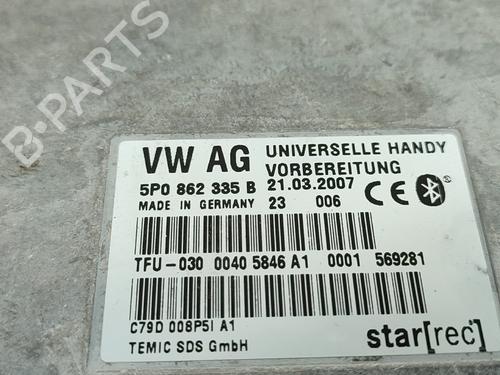 B-PARTS
VW AG UNIVERSELLE HANDY
VORBEREITUNG
5P0 862 335 B 21.03.2007
MADE IN GERMANY 23 006
CE
TFU-030 0040 5846 A1 0001 569281
C79D 008P5I A1
TEMIC SDS GmbH
star[rec]